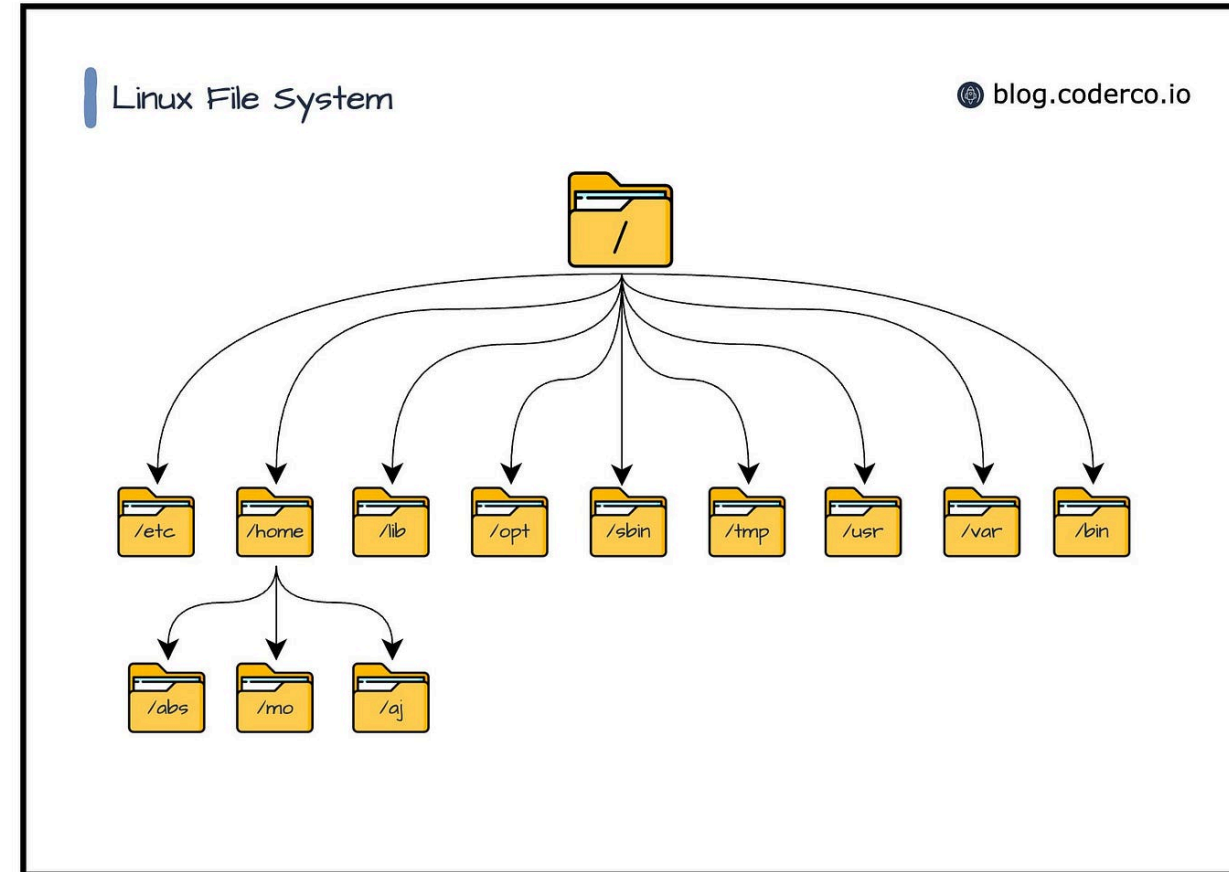 Linux File System
blog.coderco.io
/
/etc
/home
/lib
/opt
/sbin
/tmp
/usr
/var
/bin
/abs
/mo
/aj